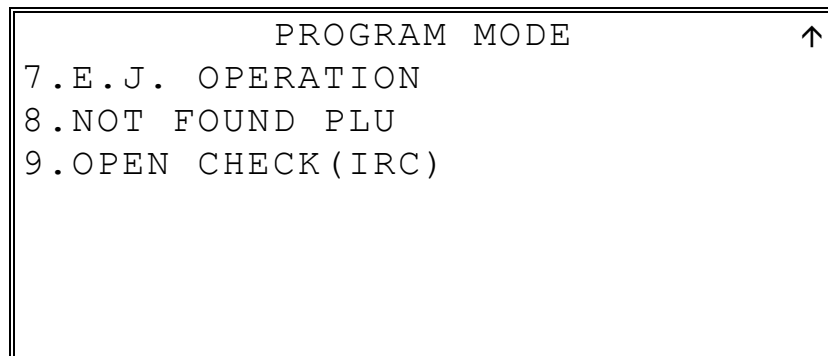 PROGRAM MODE ↑
7.E.J. OPERATION
8.NOT FOUND PLU
9.OPEN CHECK(IRC)